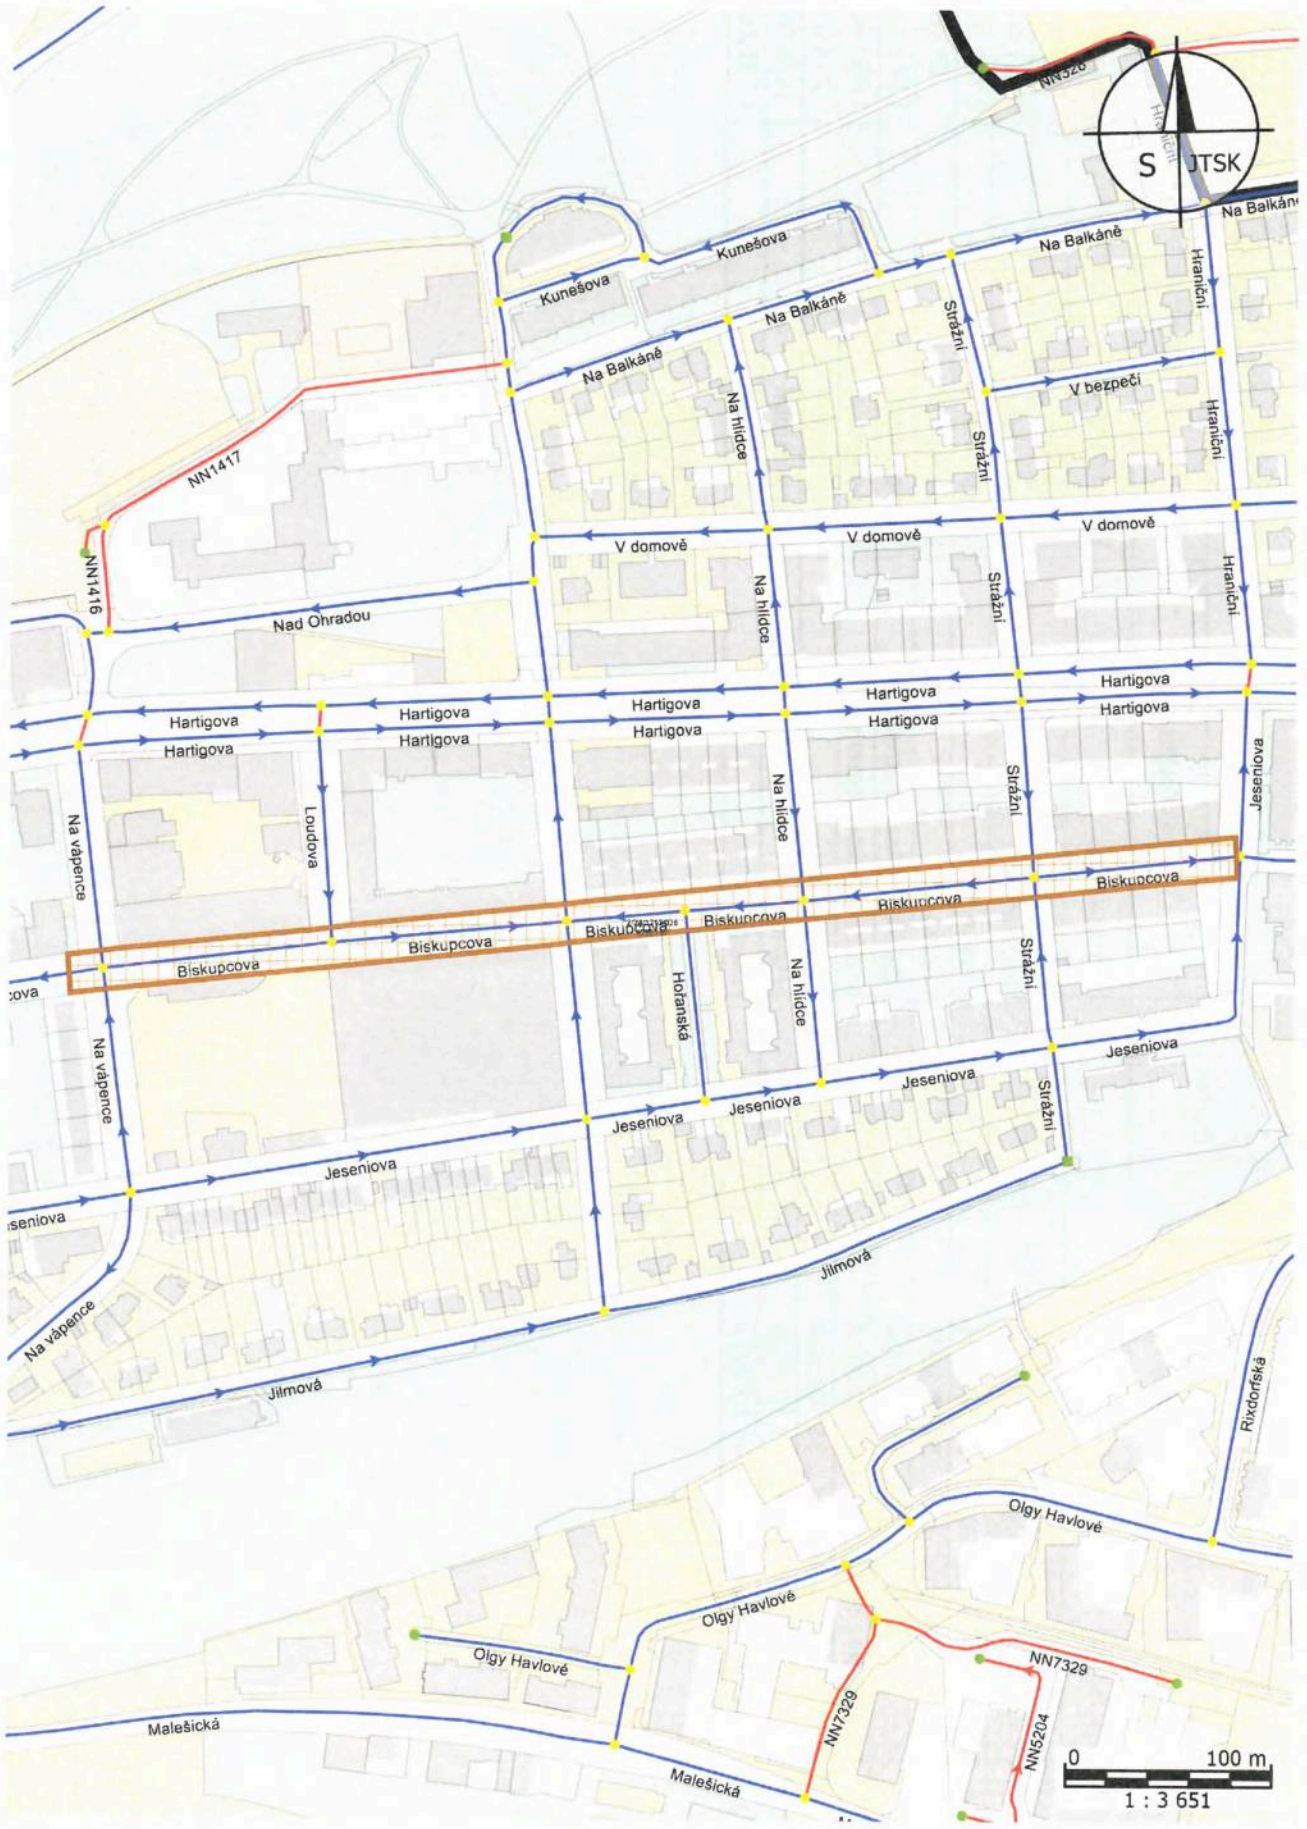 NN328
Hraniční
S JTSK
Na Balkáně
Na Balkáně
Kunešova
Kunešova
Na Balkáně
Na Balkáně
Hraniční
Strážní
V bezpečí
Na hlídce
Hraniční
Strážní
NN1417
V domově
V domově
V domově
NN1416
Na hlídce
Strážní
Hraniční
Nad Ohradou
Hartigova
Hartigova
Hartigova
Hartigova
Hartigova
Hartigova
Hartigova
Hartigova
Hartigova
Hartigova
Na vápence
Loudova
Na hlídce
Strážní
Jeseniova
Biskupcova
Biskupcova
Biskupcova
Biskupcova
Biskupcova
Biskupcova
cova
Hořanská
Na hlídce
Strážní
Na vápence
Jeseniova
Jeseniova
Jeseniova
Jeseniova
Jeseniova
Strážní
seniova
Na vápence
Jilmová
Jilmová
Rixdorfská
Olgy Havlové
Olgy Havlové
Olgy Havlové
NN7329
NN7329
NN5204
Malešická
Malešická
0 100 m
1 : 3 651